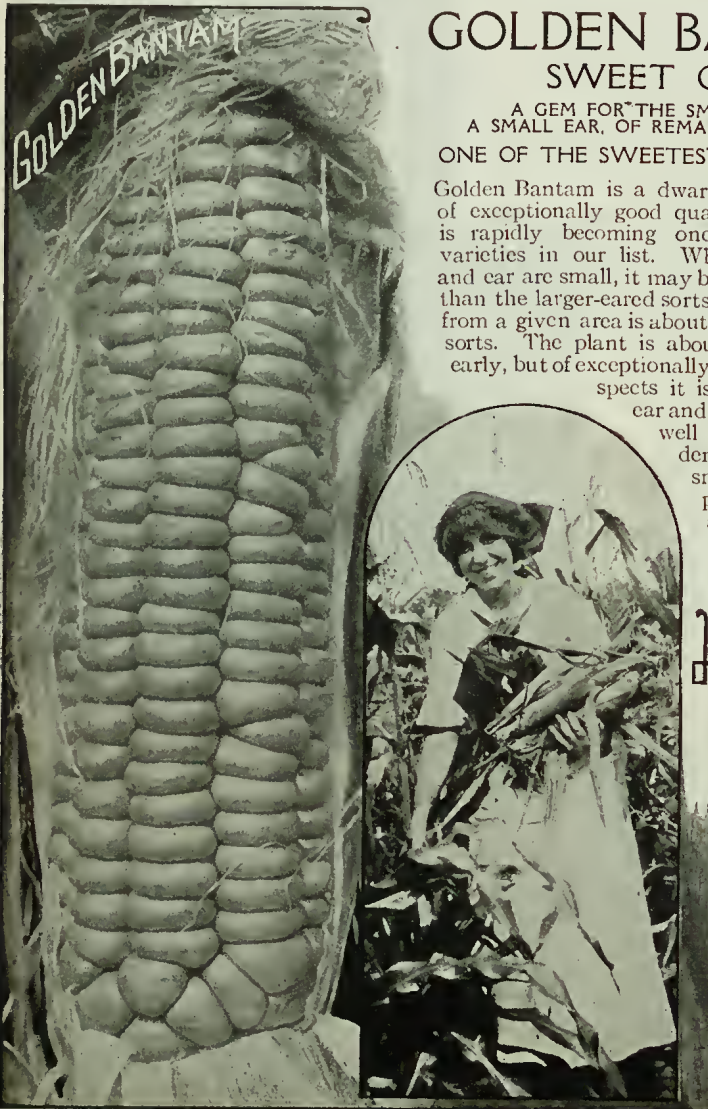 GOLDEN BANTAM
GOLDEN BA
SWEET C
A GEM FOR THE SM
A SMALL EAR, OF REMA
ONE OF THE SWEETEST
Golden Bantam is a dwar
of exceptionally good qua
is rapidly becoming one
varieties in our list. Wh
and ear are small, it may b
than the larger-eared sorts
from a given area is about
sorts. The plant is abou
early, but of exceptionally
spects it is
ear and
well
der
sm
p